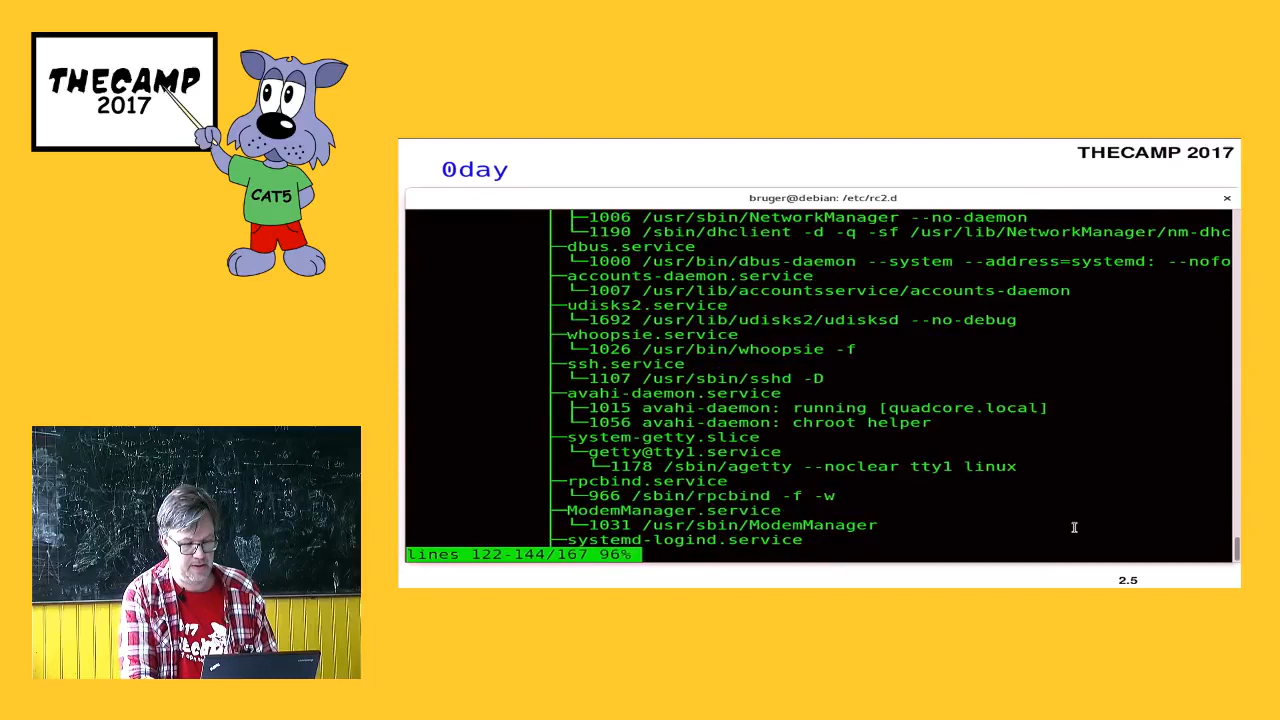 THECAMP
2017
CAT5
0day
THECAMP 2017
bruger@debian: /etc/rc2.d
×
├─1006 /usr/sbin/NetworkManager --no-daemon
└─1190 /sbin/dhclient -d -q -sf /usr/lib/NetworkManager/nm-dhc
├─dbus.service
└─1000 /usr/bin/dbus-daemon --system --address=systemd: --nofo
├─accounts-daemon.service
└─1007 /usr/lib/accountsservice/accounts-daemon
├─udisks2.service
└─1692 /usr/lib/udisks2/udisksd --no-debug
├─whoopsie.service
└─1026 /usr/bin/whoopsie -f
├─ssh.service
└─1107 /usr/sbin/sshd -D
├─avahi-daemon.service
├─1015 avahi-daemon: running [quadcore.local]
└─1056 avahi-daemon: chroot helper
├─system-getty.slice
└─getty@tty1.service
└─1178 /sbin/agetty --noclear tty1 linux
├─rpcbind.service
└─966 /sbin/rpcbind -f -w
├─ModemManager.service
└─1031 /usr/sbin/ModemManager
├─systemd-logind.service
lines 122-144/167 96%
2.5
2017